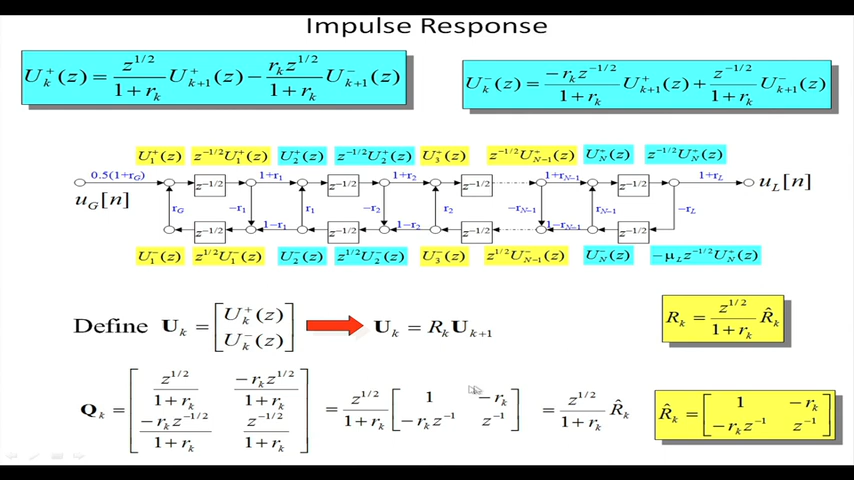 Impulse Response
U_k^+(z) = z^{1/2}/(1+r_k) U_{k+1}^+(z) − r_k z^{1/2}/(1+r_k) U_{k+1}^−(z)
U_k^−(z) = −r_k z^{−1/2}/(1+r_k) U_{k+1}^+(z) + z^{−1/2}/(1+r_k) U_{k+1}^−(z)
U_1^+(z) z^{−1/2}U_1^+(z) U_2^+(z) z^{−1/2}U_2^+(z) U_3^+(z) z^{−1/2}U_{N−1}^+(z) U_N^+(z) z^{−1/2}U_N^+(z)
0.5(1+r_G) 1+r_1 1+r_2 1+r_{N−1} 1+r_L
z^{−1/2} z^{−1/2} z^{−1/2} z^{−1/2} u_L[n]
u_G[n]
r_G −r_1 r_1 −r_2 r_2 −r_{N−1} r_{N−1} −r_L
1−r_1 1−r_2 1−r_{N−1}
z^{−1/2} z^{−1/2} z^{−1/2} z^{−1/2}
U_1^−(z) z^{1/2}U_1^−(z) U_2^−(z) z^{1/2}U_2^−(z) U_3^−(z) z^{1/2}U_{N−1}^−(z) U_N^−(z) −μ_L z^{−1/2}U_N^+(z)
Define U_k = [U_k^+(z); U_k^−(z)] U_k = R_k U_{k+1}
R_k = z^{1/2}/(1+r_k) R̂_k
Q_k = [z^{1/2}/(1+r_k) −r_k z^{1/2}/(1+r_k); −r_k z^{−1/2}/(1+r_k) z^{−1/2}/(1+r_k)] = z^{1/2}/(1+r_k) [1 −r_k; −r_k z^{−1} z^{−1}] = z^{1/2}/(1+r_k) R̂_k
R̂_k = [1 −r_k; −r_k z^{−1} z^{−1}]